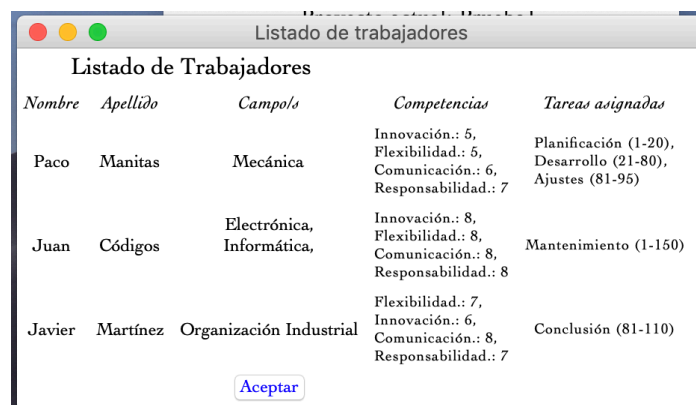 Listado de trabajadores
Listado de Trabajadores
Nombre Apellido Campo/s Competencias Tareas asignadas
Paco Manitas Mecánica
Innovación.: 5,
Flexibilidad.: 5,
Comunicación.: 6,
Responsabilidad.: 7
Planificación (1-20),
Desarrollo (21-80),
Ajustes (81-95)
Juan Códigos
Electrónica,
Informática,
Innovación.: 8,
Flexibilidad.: 8,
Comunicación.: 8,
Responsabilidad.: 8
Mantenimiento (1-150)
Javier Martínez Organización Industrial
Flexibilidad.: 7,
Innovación.: 6,
Comunicación.: 8,
Responsabilidad.: 7
Conclusión (81-110)
Aceptar